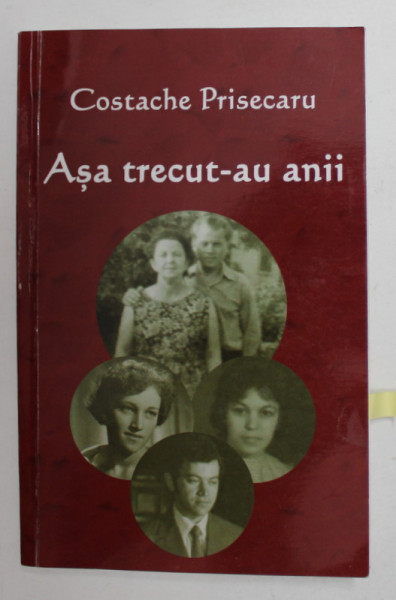 Costache Prisecaru
Așa trecut-au anii